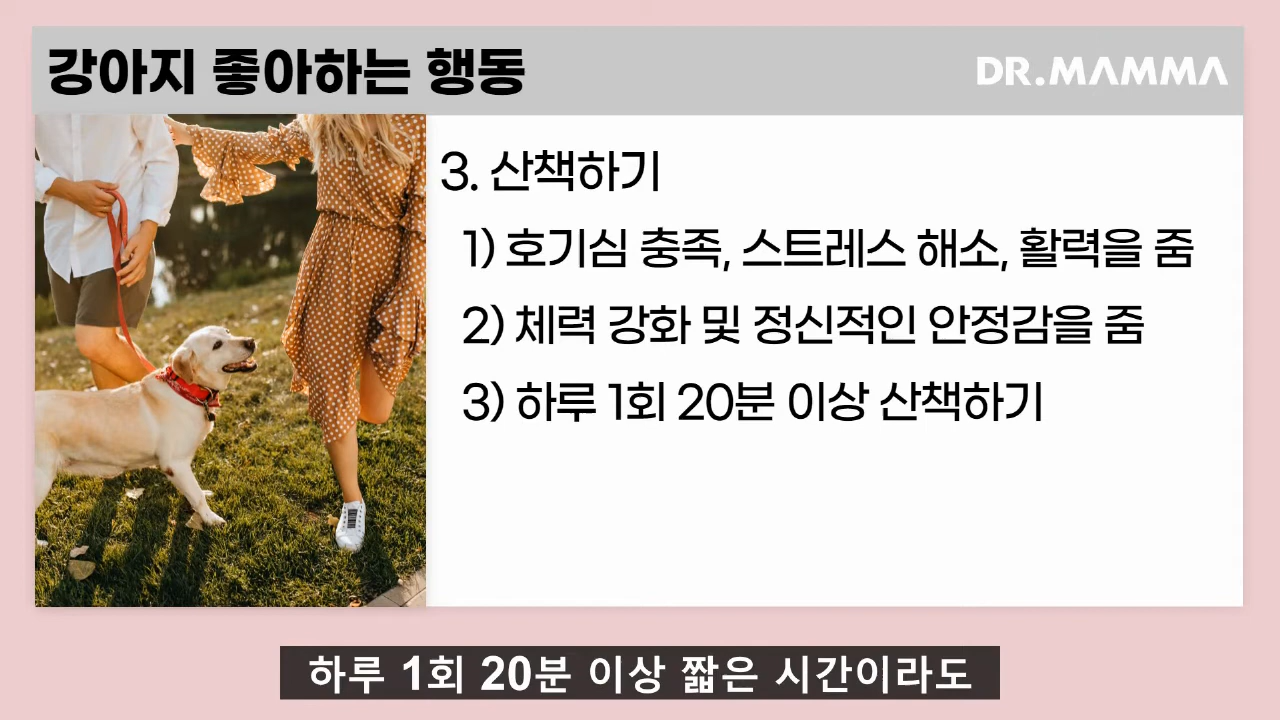 강아지 좋아하는 행동
DR.MAMMA
3. 산책하기
1) 호기심 충족, 스트레스 해소, 활력을 줌
2) 체력 강화 및 정신적인 안정감을 줌
3) 하루 1회 20분 이상 산책하기
하루 1회 20분 이상 짧은 시간이라도